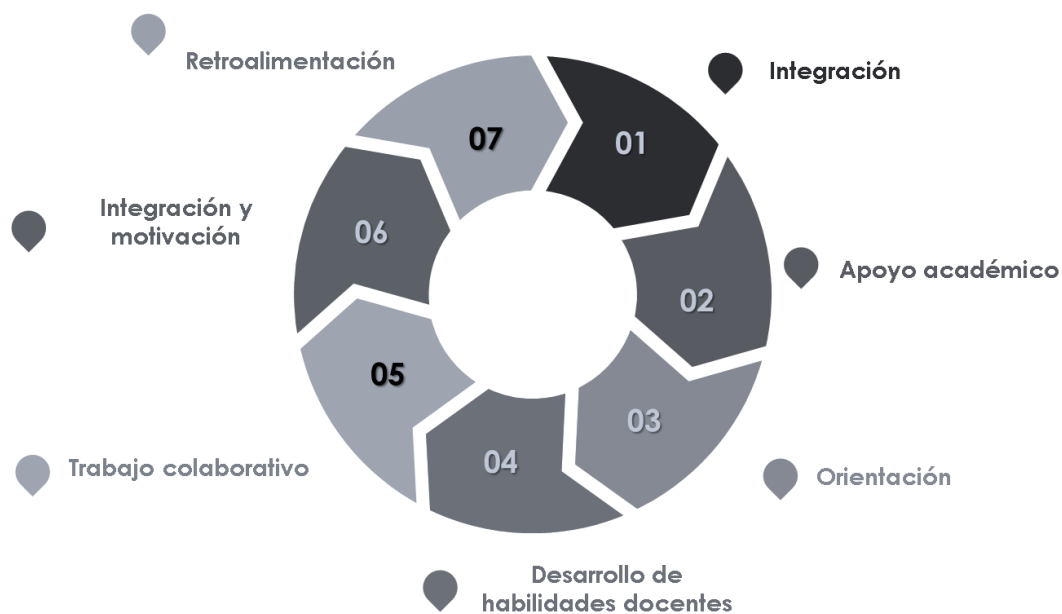 Integración
01
Apoyo académico
02
Orientación
03
Desarrollo de
habilidades docentes
04
Trabajo colaborativo
05
Integración y
motivación
06
Retroalimentación
07